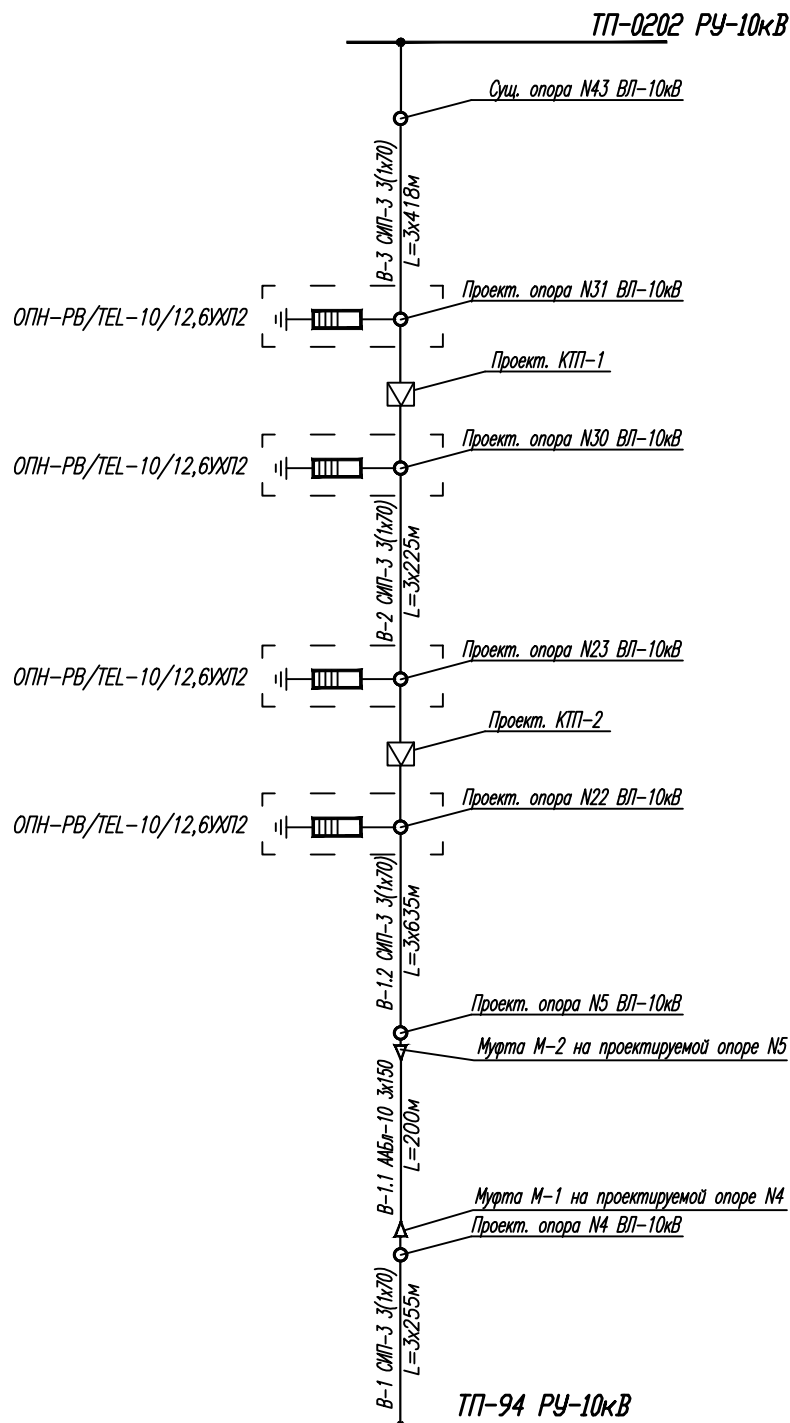 ТП-0202 РУ-10кВ
Сущ. опора N43 ВЛ-10кВ
В-3 СИП-3 3(1х70)
L=3х418м
Проект. опора N31 ВЛ-10кВ
ОПН-РВ/TEL-10/12,6УХЛ2
Проект. КТП-1
Проект. опора N30 ВЛ-10кВ
ОПН-РВ/TEL-10/12,6УХЛ2
В-2 СИП-3 3(1х70)
L=3х225м
Проект. опора N23 ВЛ-10кВ
ОПН-РВ/TEL-10/12,6УХЛ2
Проект. КТП-2
Проект. опора N22 ВЛ-10кВ
ОПН-РВ/TEL-10/12,6УХЛ2
В-1.2 СИП-3 3(1х70)
L=3х635м
Проект. опора N5 ВЛ-10кВ
Муфта М-2 на проектируемой опоре N5
В-1.1 ААБл-10 3х150
L=200м
Муфта М-1 на проектируемой опоре N4
Проект. опора N4 ВЛ-10кВ
В-1 СИП-3 3(1х70)
L=3х255м
ТП-94 РУ-10кВ